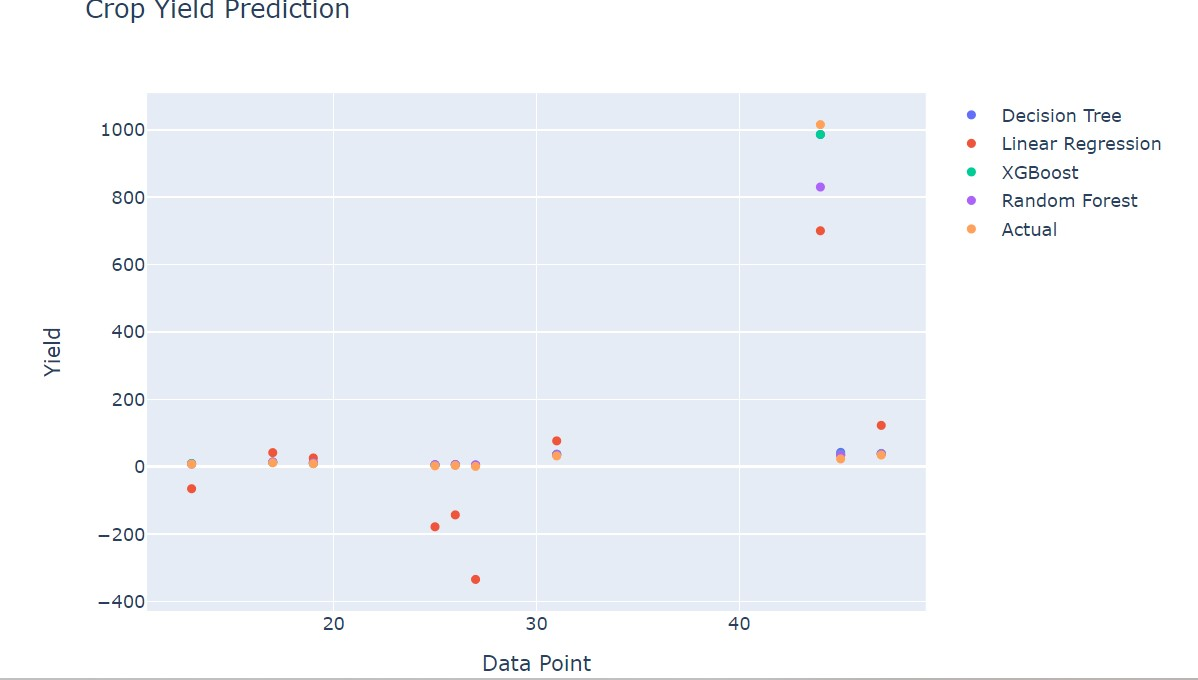 Crop Yield Prediction
1000
800
600
400
200
0
−200
−400
Yield
20
30
40
Data Point
Decision Tree
Linear Regression
XGBoost
Random Forest
Actual